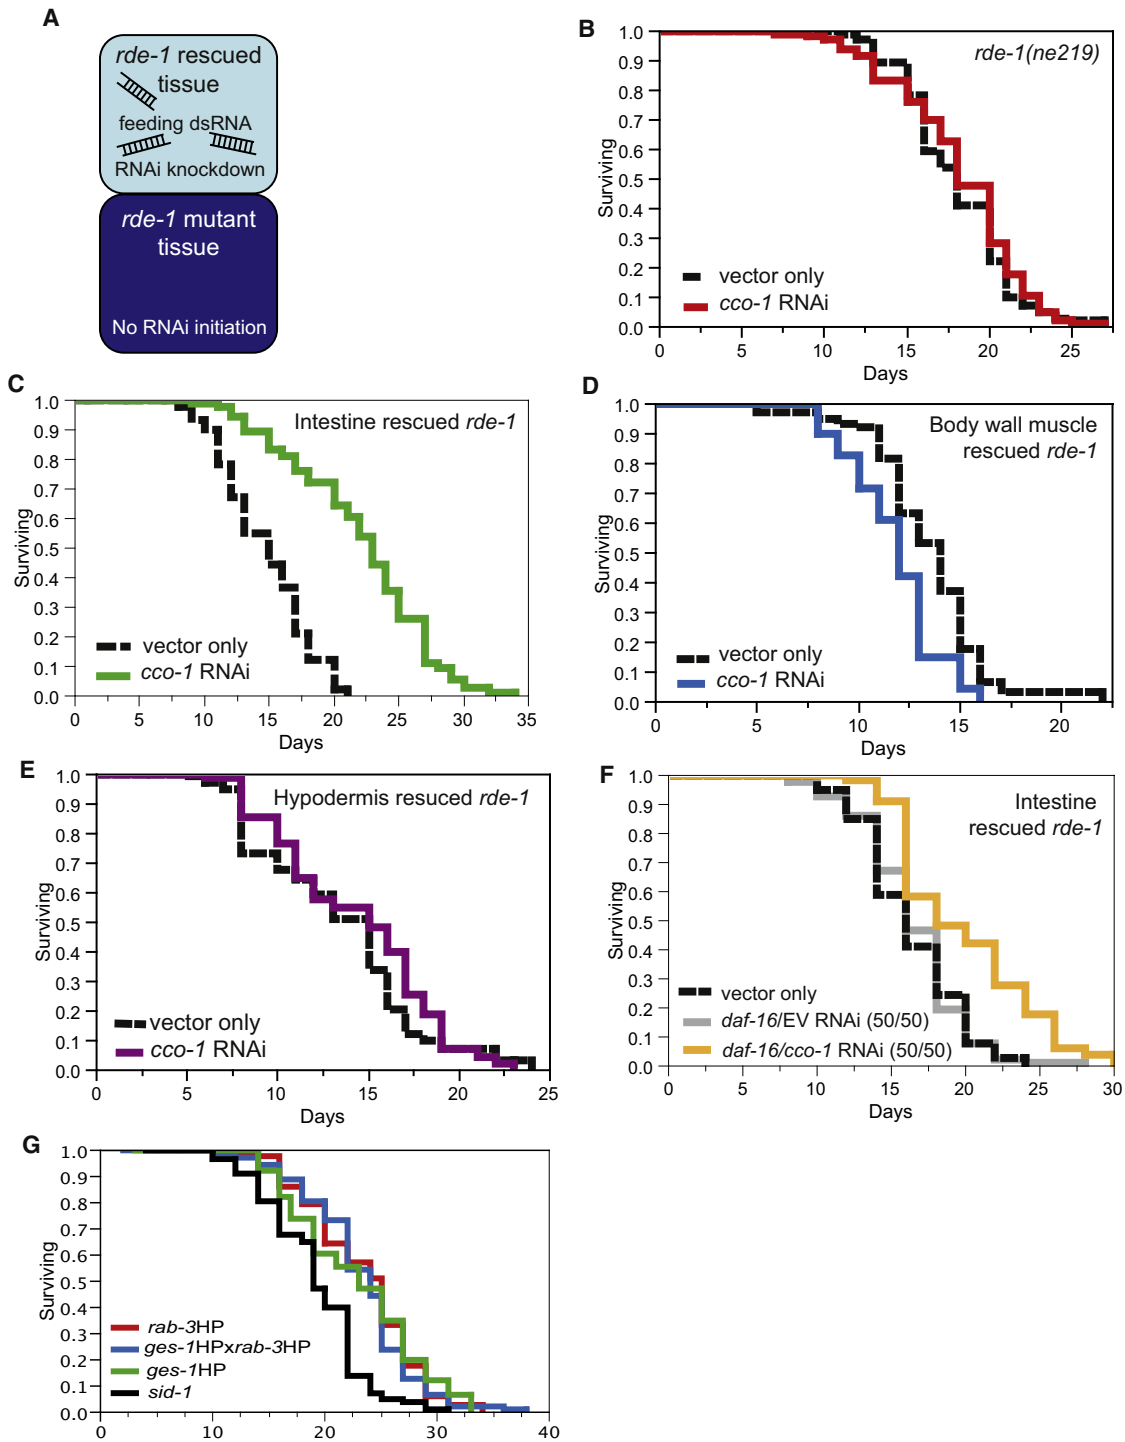 A
rde-1 rescued
tissue
feeding dsRNA
RNAi knockdown
rde-1 mutant
tissue
No RNAi initiation
B
rde-1(ne219)
Surviving
1.0
0.9
0.8
0.7
0.6
0.5
0.4
0.3
0.2
0.1
0.0
vector only
cco-1 RNAi
0 5 10 15 20 25
Days
C
Intestine rescued rde-1
Surviving
1.0
0.9
0.8
0.7
0.6
0.5
0.4
0.3
0.2
0.1
0.0
vector only
cco-1 RNAi
0 5 10 15 20 25 30 35
Days
D
Body wall muscle
rescued rde-1
Surviving
1.0
0.9
0.8
0.7
0.6
0.5
0.4
0.3
0.2
0.1
0.0
vector only
cco-1 RNAi
0 5 10 15 20
Days
E
Hypodermis resuced rde-1
Surviving
1.0
0.9
0.8
0.7
0.6
0.5
0.4
0.3
0.2
0.1
0.0
vector only
cco-1 RNAi
0 5 10 15 20 25
Days
F
Intestine
rescued rde-1
Surviving
1.0
0.9
0.8
0.7
0.6
0.5
0.4
0.3
0.2
0.1
0.0
vector only
daf-16/EV RNAi (50/50)
daf-16/cco-1 RNAi (50/50)
0 5 10 15 20 25 30
Days
G
Surviving
1.0
0.9
0.8
0.7
0.6
0.5
0.4
0.3
0.2
0.1
0.0
rab-3HP
ges-1HPxrab-3HP
ges-1HP
sid-1
0 10 20 30 40